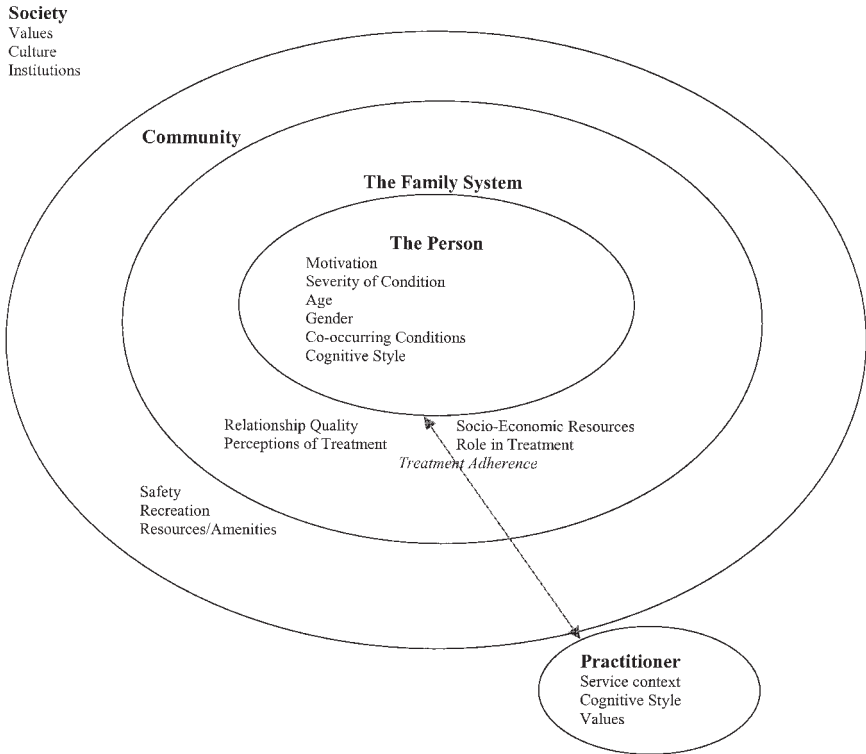 Society
Values
Culture
Institutions
Community
The Family System
The Person
Motivation
Severity of Condition
Age
Gender
Co-occurring Conditions
Cognitive Style
Relationship Quality
Perceptions of Treatment
Socio-Economic Resources
Role in Treatment
Treatment Adherence
Safety
Recreation
Resources/Amenities
Practitioner
Service context
Cognitive Style
Values